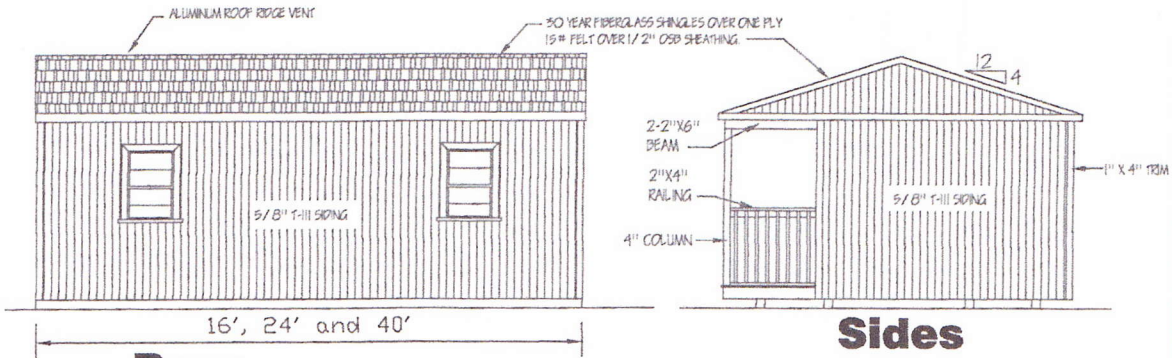 ALUMINUM ROOF RIDGE VENT
30 YEAR FIBERGLASS SHINGLES OVER ONE PLY
15# FELT OVER 1/2" OSB SHEATHING.
12
4
2-2"X6"
BEAM
2"X4"
RAILING
1" X 4" TRIM
5/8" T-111 SIDING
5/8" T-111 SIDING
4" COLUMN
16', 24' and 40'
Sides